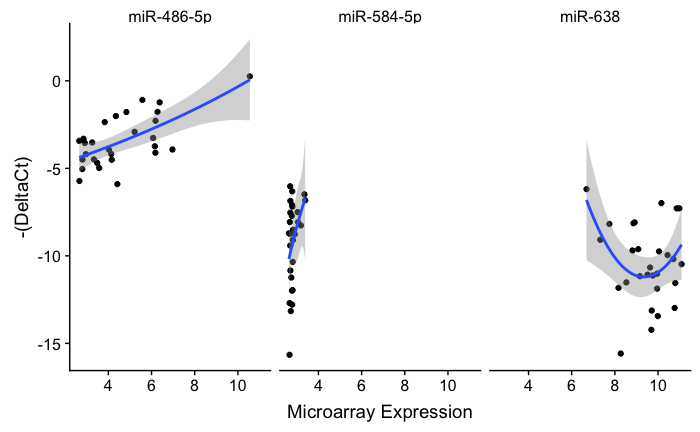 miR-486-5p miR-584-5p miR-638
0
-5
-10
-15
-(DeltaCt)
4 6 8 10 4 6 8 10 4 6 8 10
Microarray Expression